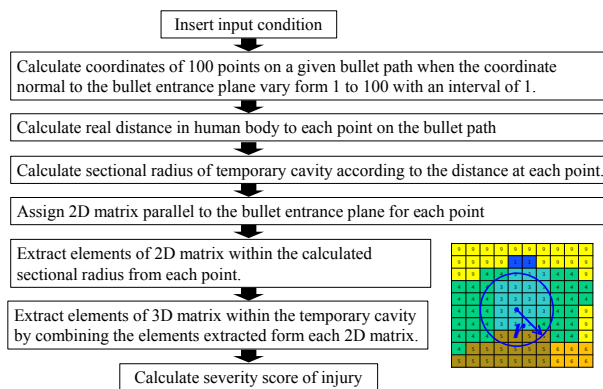 Insert input condition
Calculate coordinates of 100 points on a given bullet path when the coordinate
normal to the bullet entrance plane vary form 1 to 100 with an interval of 1.
Calculate real distance in human body to each point on the bullet path
Calculate sectional radius of temporary cavity according to the distance at each point.
Assign 2D matrix parallel to the bullet entrance plane for each point
Extract elements of 2D matrix within the calculated
sectional radius from each point.
Extract elements of 3D matrix within the temporary cavity
by combining the elements extracted form each 2D matrix.
Calculate severity score of injury
r